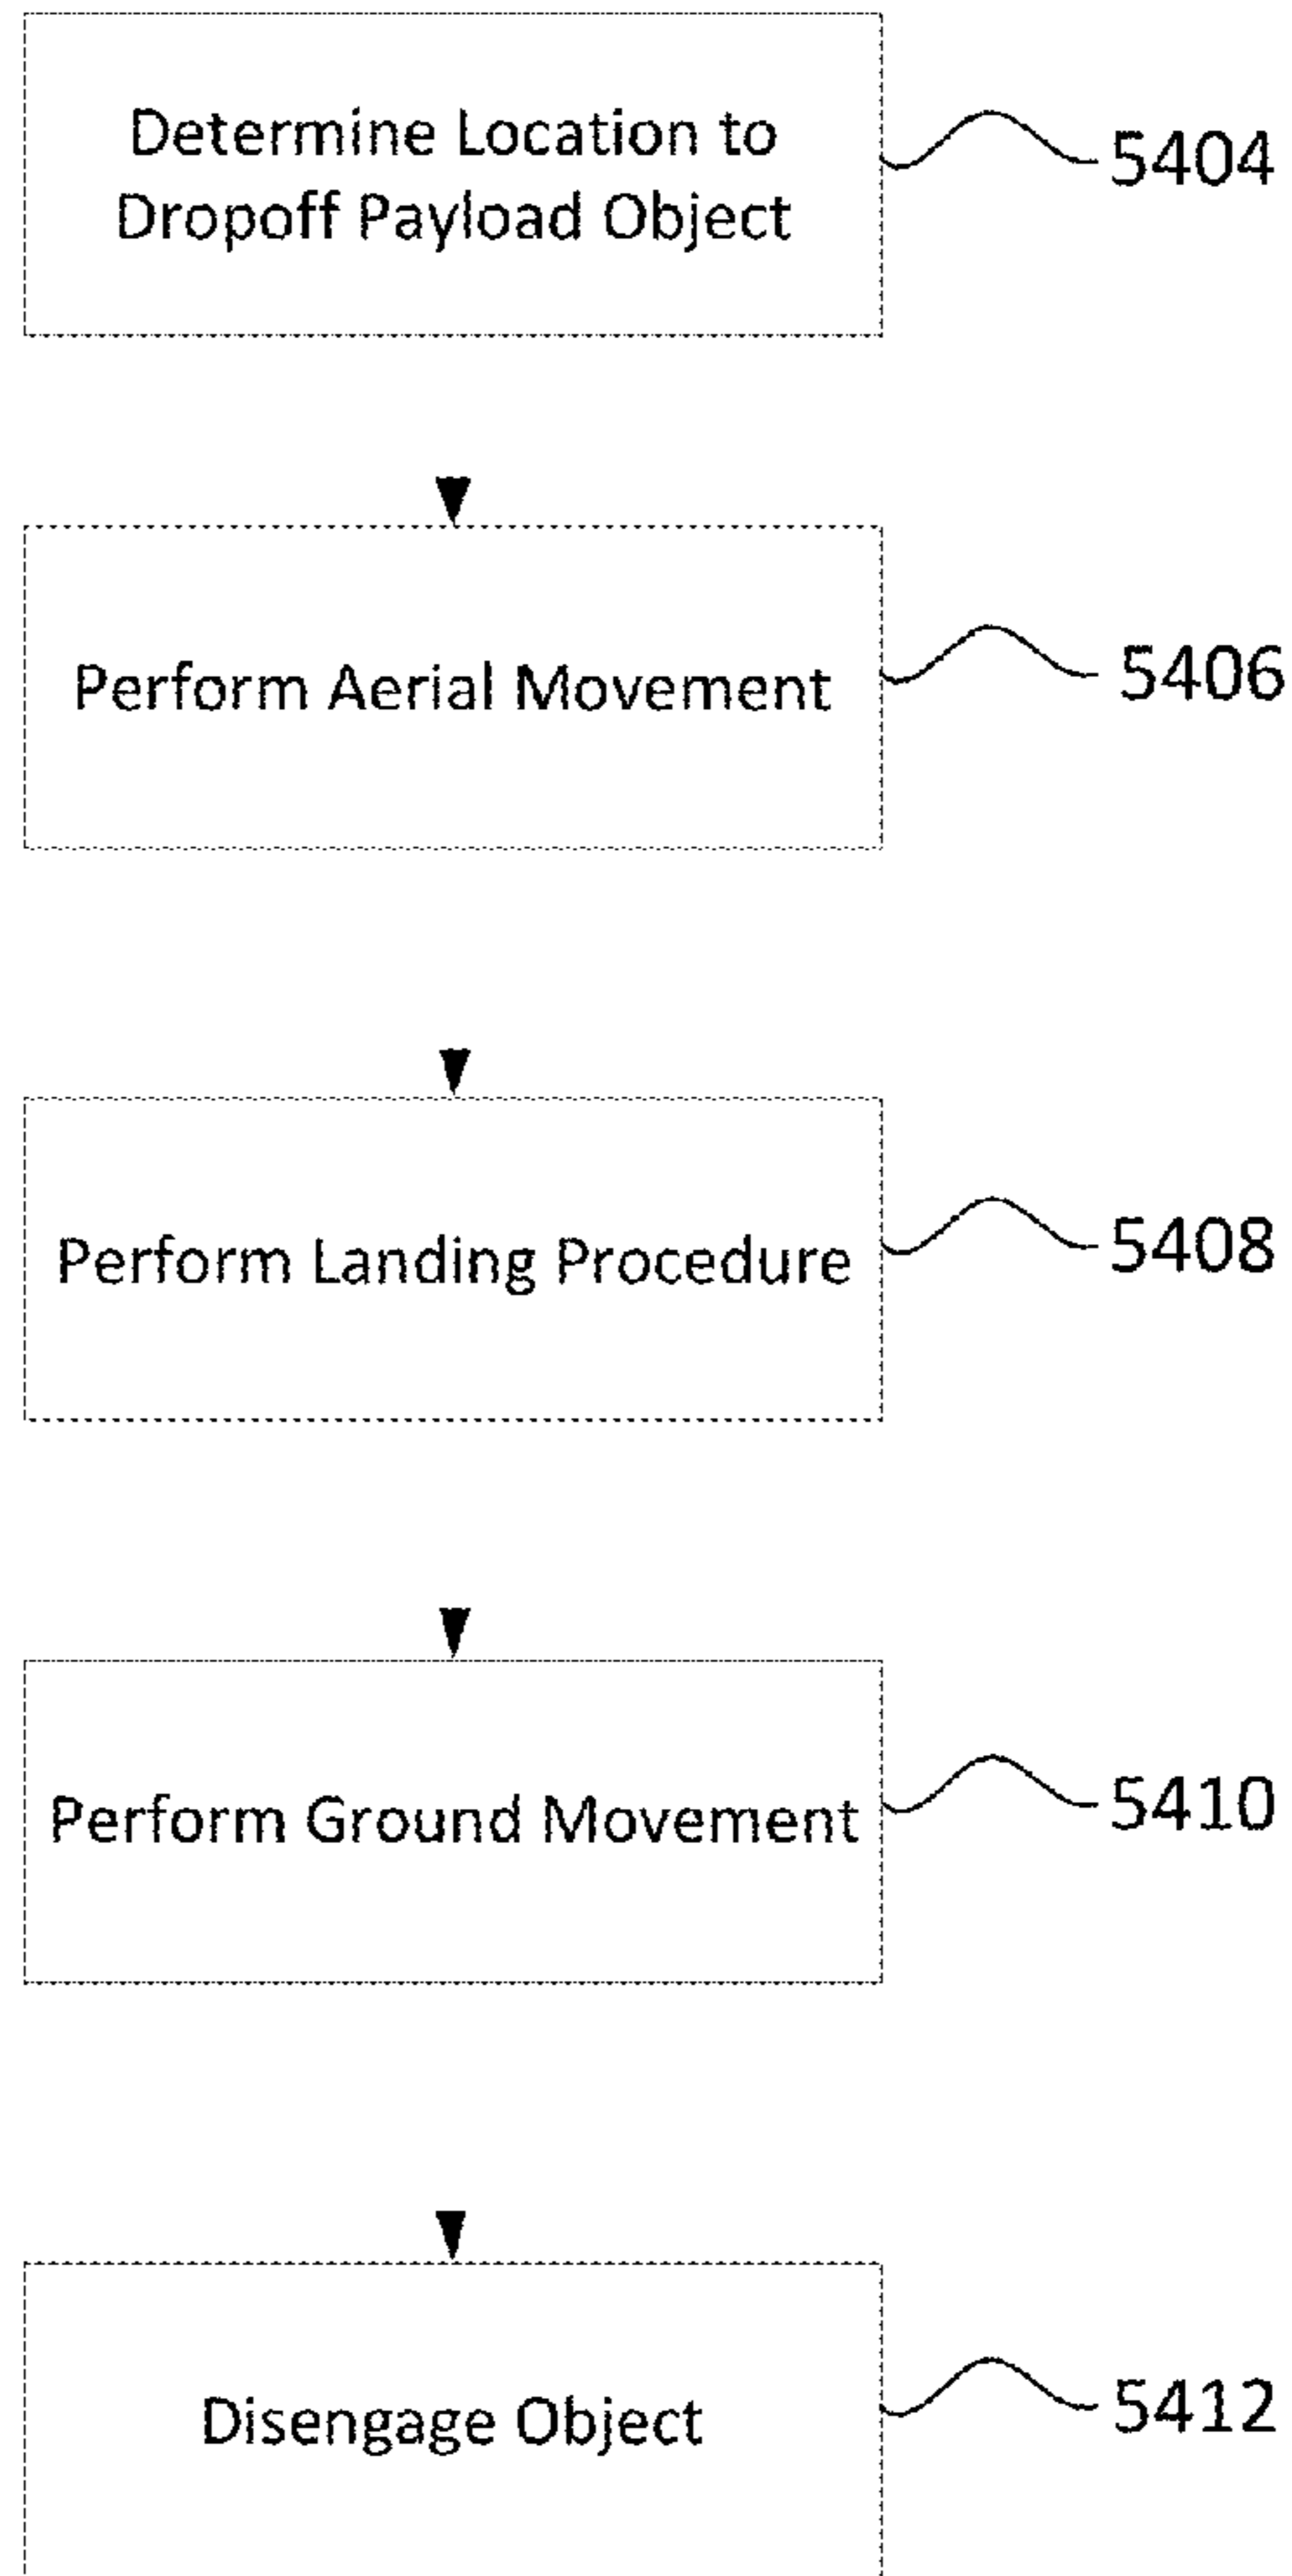 Determine Location to
Dropoff Payload Object
5404
Perform Aerial Movement
5406
Perform Landing Procedure
5408
Perform Ground Movement
5410
Disengage Object
5412